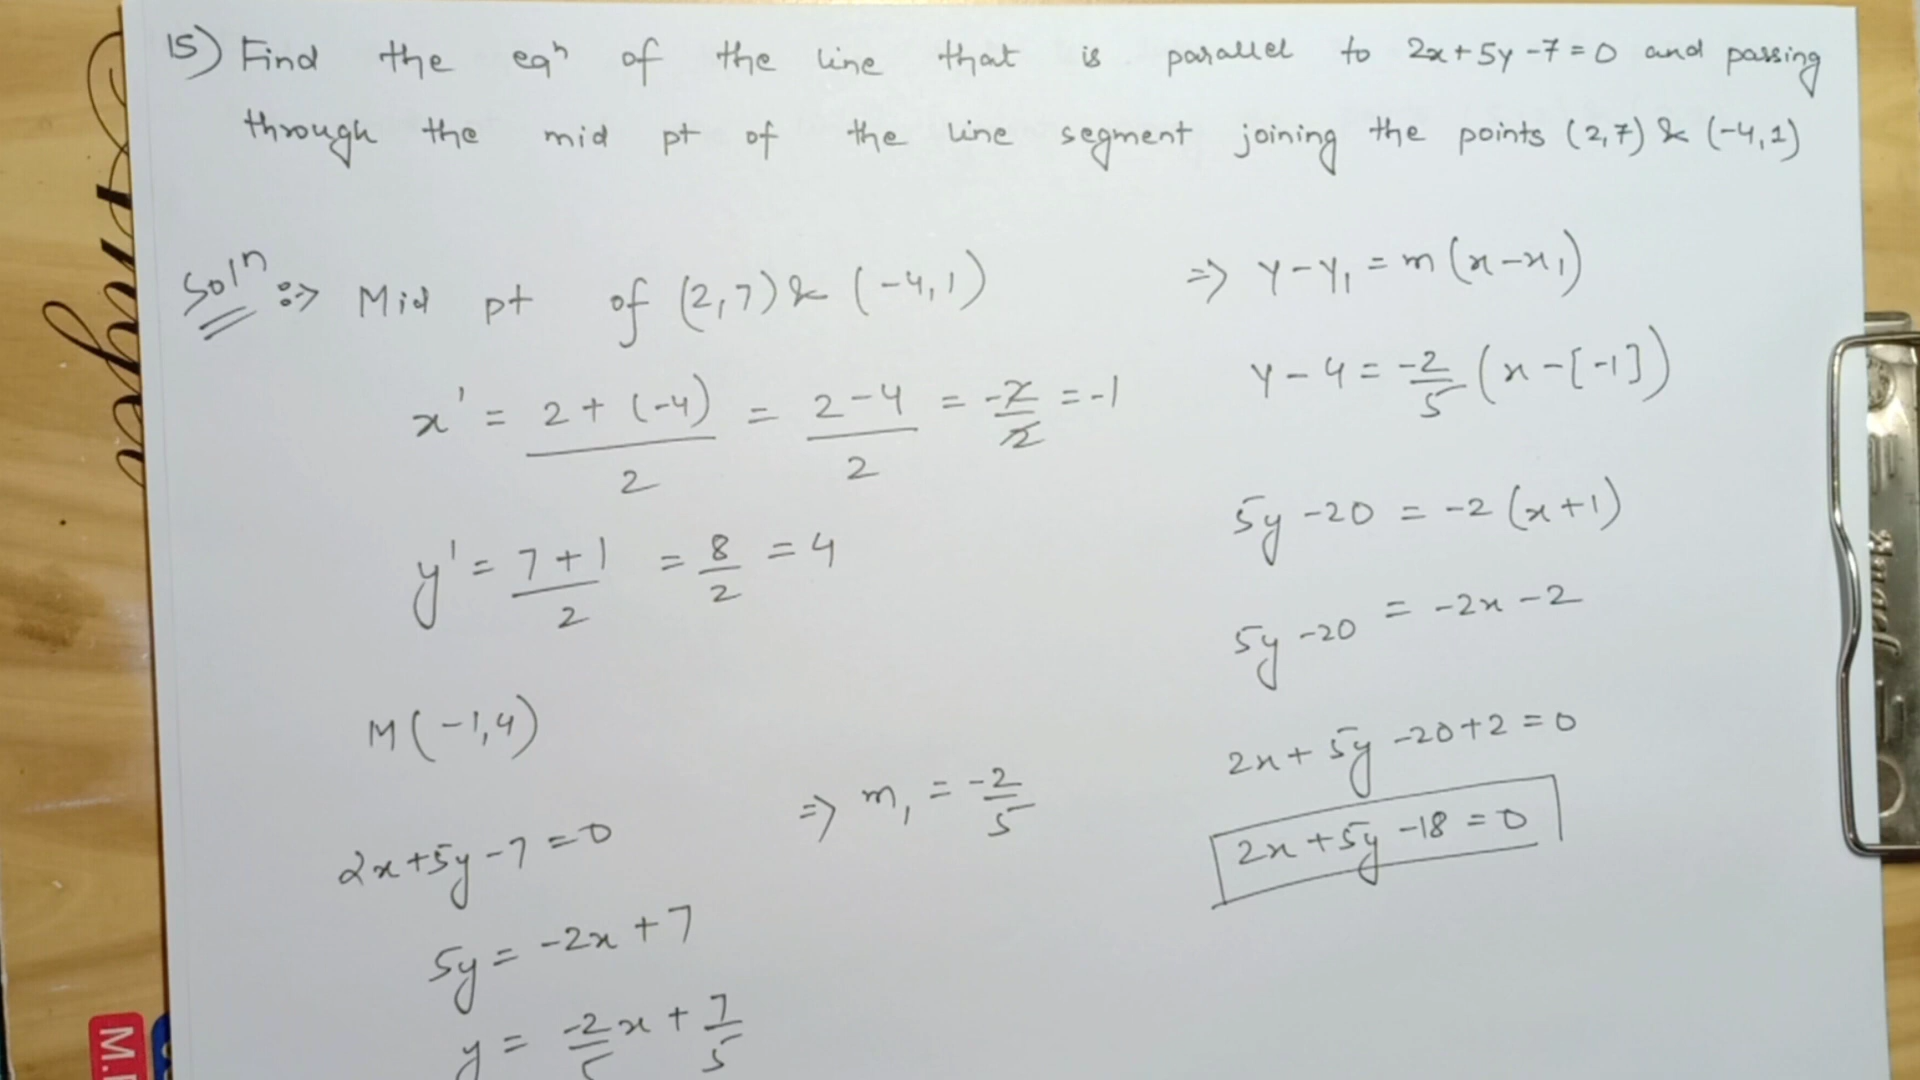 15) Find the eqⁿ of the line that is parallel to 2x+5y-7=0 and passing
through the mid pt of the line segment joining the points (2,7) & (-4,1)
Solⁿ :→ Mid pt of (2,7) & (-4,1)
x' = 2+(-4)/2 = 2-4/2 = -2/2 = -1
y' = 7+1/2 = 8/2 = 4
M(-1,4)
2x+5y-7=0
5y = -2x+7
y = -2/5 x + 7/5
⇒ m₁ = -2/5
⇒ y-y₁ = m(x-x₁)
y-4 = -2/5 (x-[-1])
5y-20 = -2(x+1)
5y-20 = -2x-2
2x+5y-20+2=0
2x+5y-18=0
M.